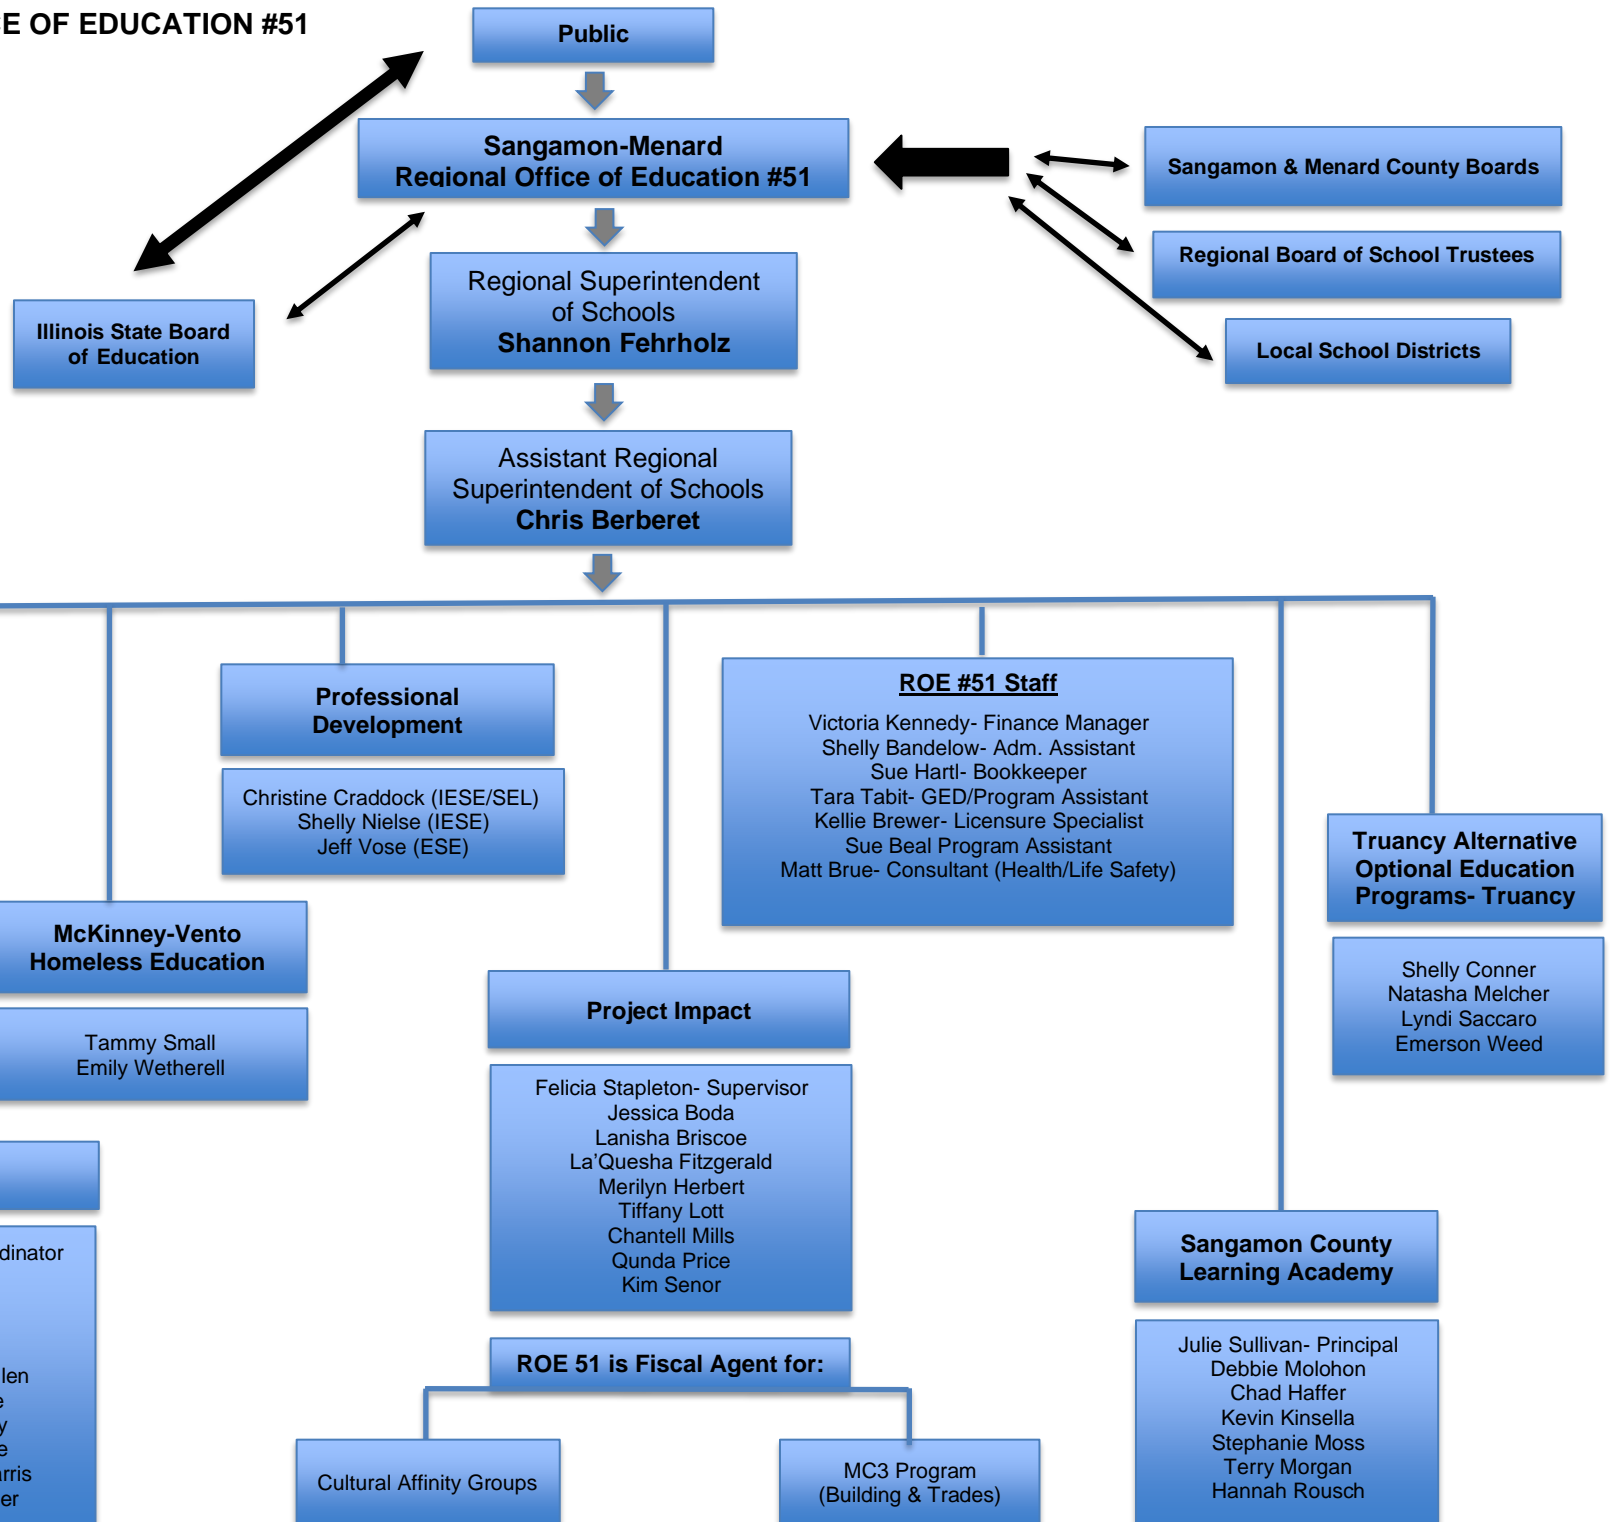 CE OF EDUCATION #51
Public
Sangamon-Menard
Regional Office of Education #51
Sangamon & Menard County Boards
Regional Board of School Trustees
Local School Districts
Illinois State Board
of Education
Regional Superintendent
of Schools
Shannon Fehrholz
Assistant Regional
Superintendent of Schools
Chris Berberet
Professional
Development
Christine Craddock (IESE/SEL)
Shelly Nielse (IESE)
Jeff Vose (ESE)
ROE #51 Staff
Victoria Kennedy- Finance Manager
Shelly Bandelow- Adm. Assistant
Sue Hartl- Bookkeeper
Tara Tabit- GED/Program Assistant
Kellie Brewer- Licensure Specialist
Sue Beal Program Assistant
Matt Brue- Consultant (Health/Life Safety)
Truancy Alternative
Optional Education
Programs- Truancy
Shelly Conner
Natasha Melcher
Lyndi Saccaro
Emerson Weed
McKinney-Vento
Homeless Education
Tammy Small
Emily Wetherell
Project Impact
Felicia Stapleton- Supervisor
Jessica Boda
Lanisha Briscoe
La’Quesha Fitzgerald
Merilyn Herbert
Tiffany Lott
Chantell Mills
Qunda Price
Kim Senor
dinator
len
e
y
e
arris
er
Sangamon County
Learning Academy
Julie Sullivan- Principal
Debbie Molohon
Chad Haffer
Kevin Kinsella
Stephanie Moss
Terry Morgan
Hannah Rousch
ROE 51 is Fiscal Agent for:
Cultural Affinity Groups
MC3 Program
(Building & Trades)